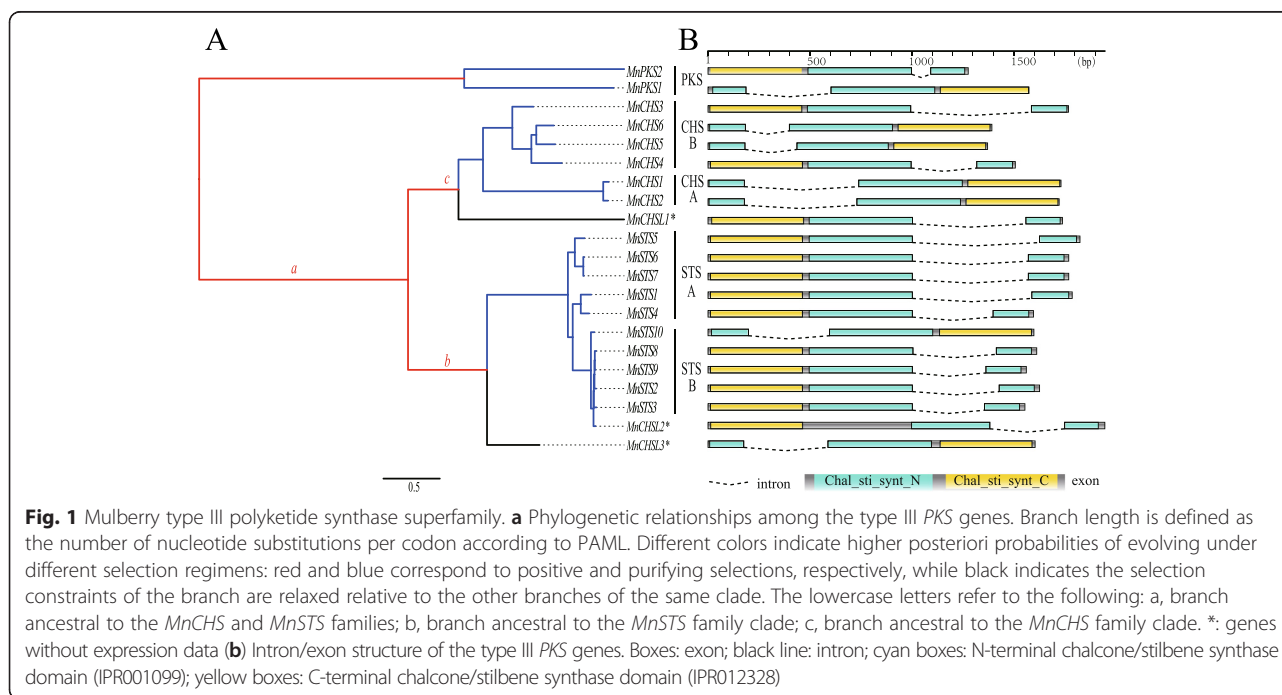 A
B
1 500 1000 1500 (bp)
MnPKS2
MnPKS1
PKS
MnCHS3
MnCHS6
MnCHS5
MnCHS4
CHS
B
MnCHS1
MnCHS2
CHS
A
MnCHSL1*
MnSTS5
MnSTS6
MnSTS7
MnSTS1
MnSTS4
STS
A
MnSTS10
MnSTS8
MnSTS9
MnSTS2
MnSTS3
STS
B
MnCHSL2*
MnCHSL3*
a
b
c
0.5
intron Chal_sti_synt_N Chal_sti_synt_C exon
Fig. 1 Mulberry type III polyketide synthase superfamily. a Phylogenetic relationships among the type III PKS genes. Branch length is defined as
the number of nucleotide substitutions per codon according to PAML. Different colors indicate higher posteriori probabilities of evolving under
different selection regimens: red and blue correspond to positive and purifying selections, respectively, while black indicates the selection
constraints of the branch are relaxed relative to the other branches of the same clade. The lowercase letters refer to the following: a, branch
ancestral to the MnCHS and MnSTS families; b, branch ancestral to the MnSTS family clade; c, branch ancestral to the MnCHS family clade. *: genes
without expression data (b) Intron/exon structure of the type III PKS genes. Boxes: exon; black line: intron; cyan boxes: N-terminal chalcone/stilbene synthase
domain (IPR001099); yellow boxes: C-terminal chalcone/stilbene synthase domain (IPR012328)